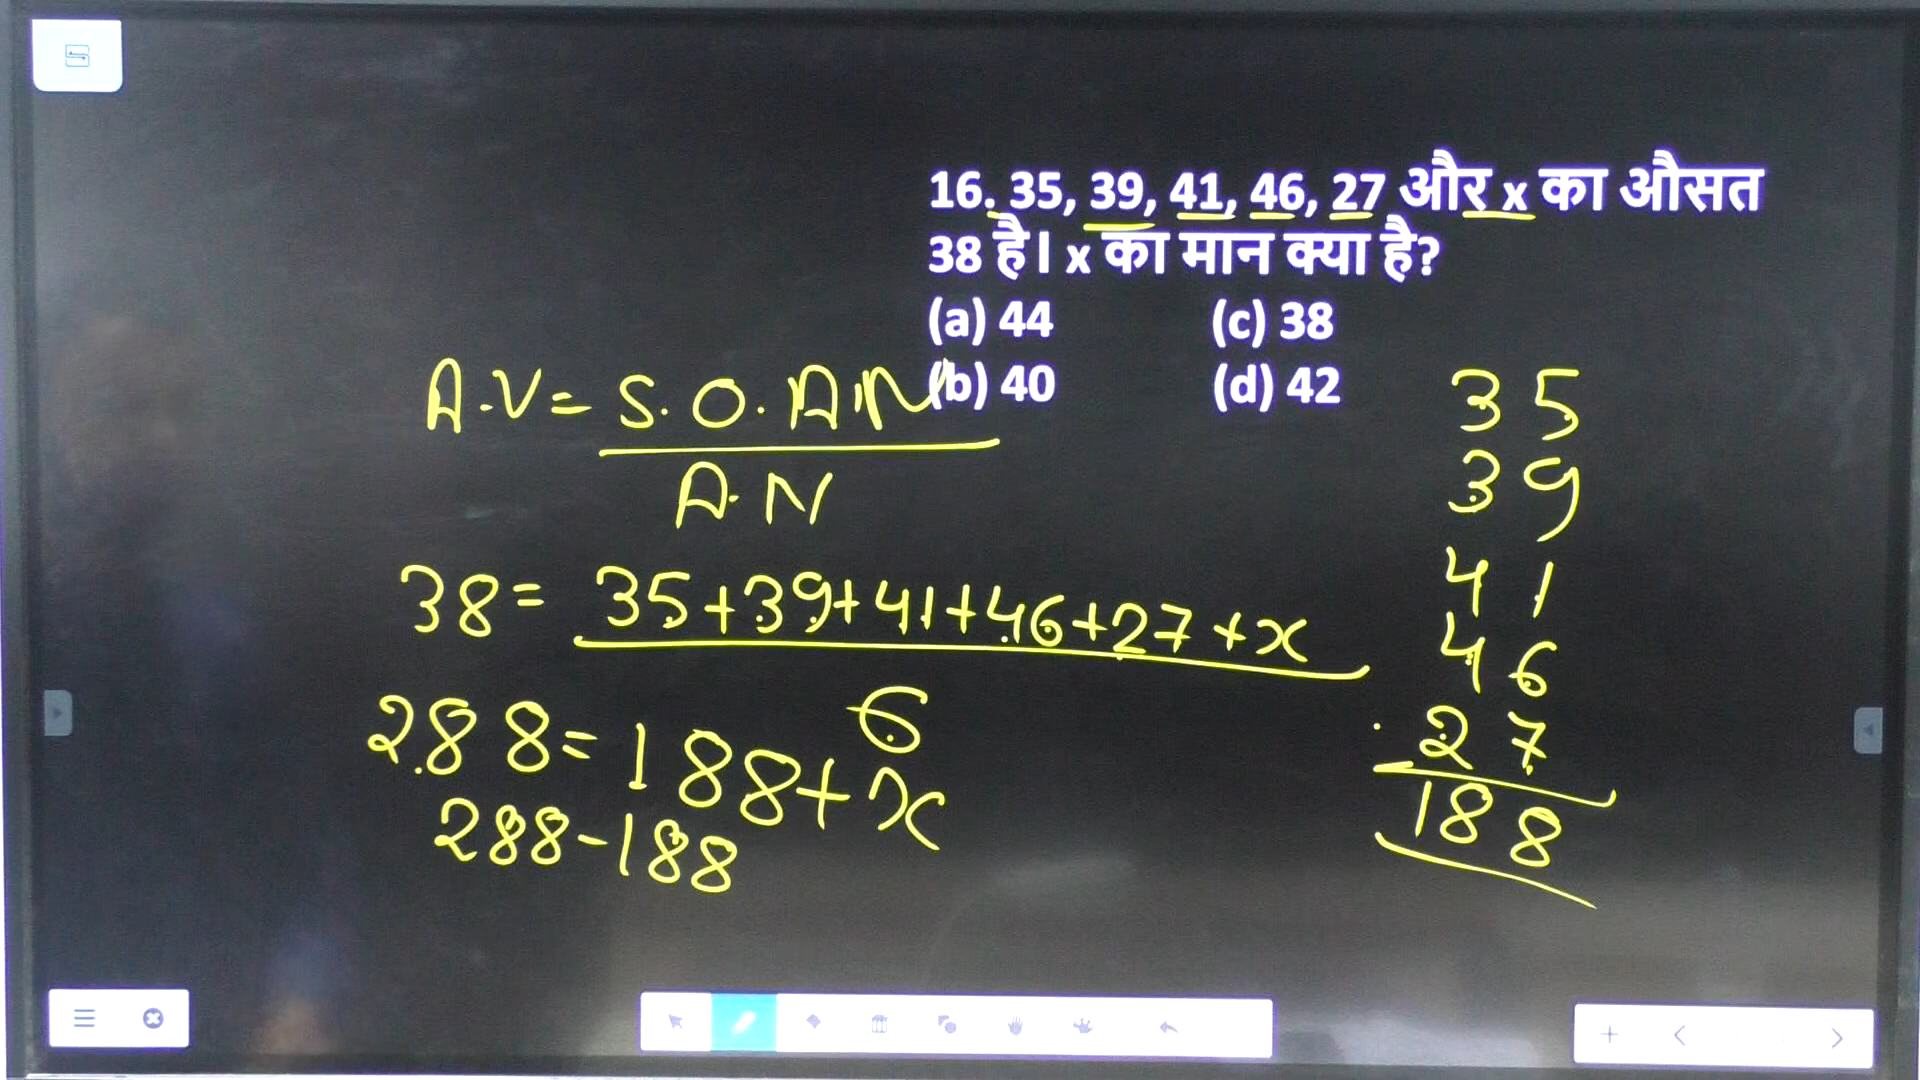 16. 35, 39, 41, 46, 27 और x का औसत
38 है। x का मान क्या है?
(a) 44 (c) 38
(b) 40 (d) 42
A.V = S.O.A.N
A.N
38 = 35+39+41+46+27+x
6
288 = 188+x
288-188
35
39
41
46
27
188